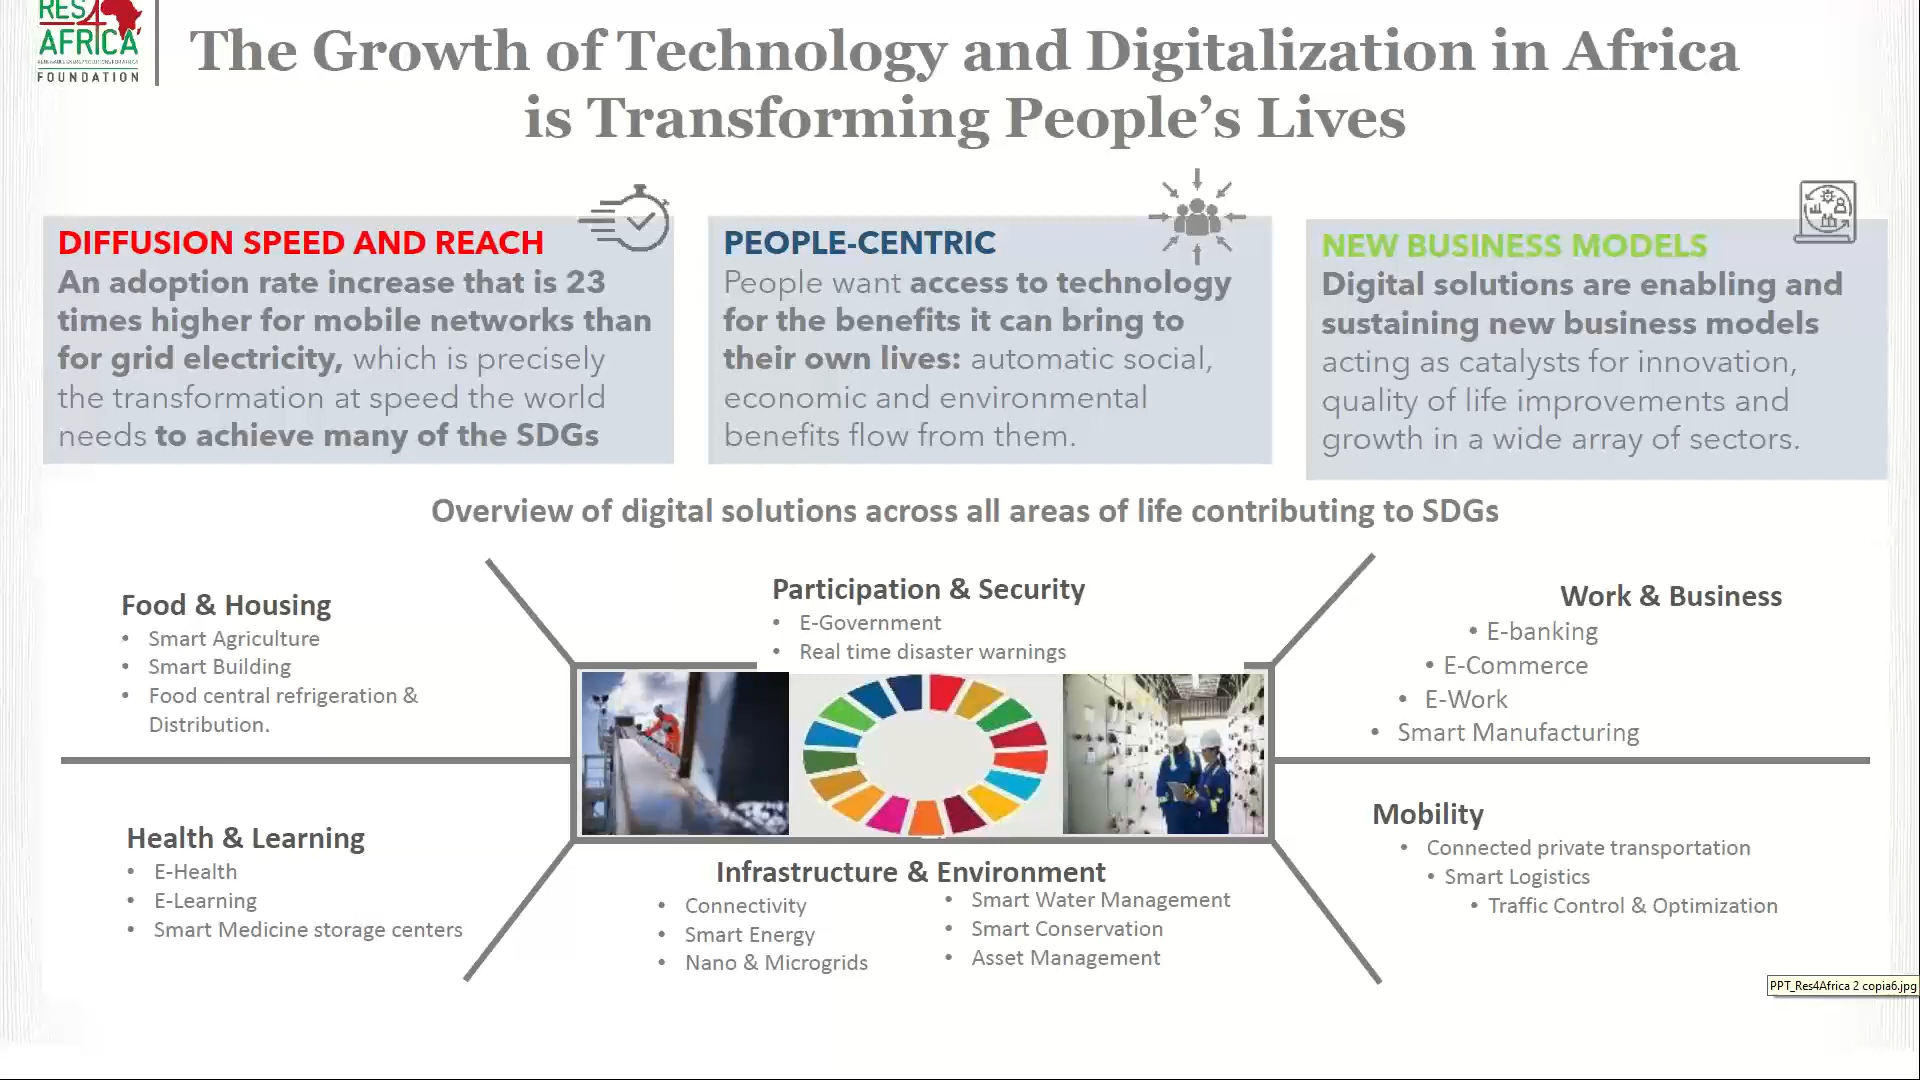 RES4
AFRICA
FOUNDATION
The Growth of Technology and Digitalization in Africa
is Transforming People's Lives
DIFFUSION SPEED AND REACH
An adoption rate increase that is 23
times higher for mobile networks than
for grid electricity, which is precisely
the transformation at speed the world
needs to achieve many of the SDGs
PEOPLE-CENTRIC
People want access to technology
for the benefits it can bring to
their own lives: automatic social,
economic and environmental
benefits flow from them.
NEW BUSINESS MODELS
Digital solutions are enabling and
sustaining new business models
acting as catalysts for innovation,
quality of life improvements and
growth in a wide array of sectors.
Overview of digital solutions across all areas of life contributing to SDGs
Food & Housing
• Smart Agriculture
• Smart Building
• Food central refrigeration &
Distribution.
Participation & Security
• E-Government
• Real time disaster warnings
Work & Business
• E-banking
• E-Commerce
• E-Work
• Smart Manufacturing
Health & Learning
• E-Health
• E-Learning
• Smart Medicine storage centers
Infrastructure & Environment
• Connectivity
• Smart Energy
• Nano & Microgrids
• Smart Water Management
• Smart Conservation
• Asset Management
Mobility
• Connected private transportation
• Smart Logistics
• Traffic Control & Optimization
PPT_Res4Africa 2 copia6.jpg